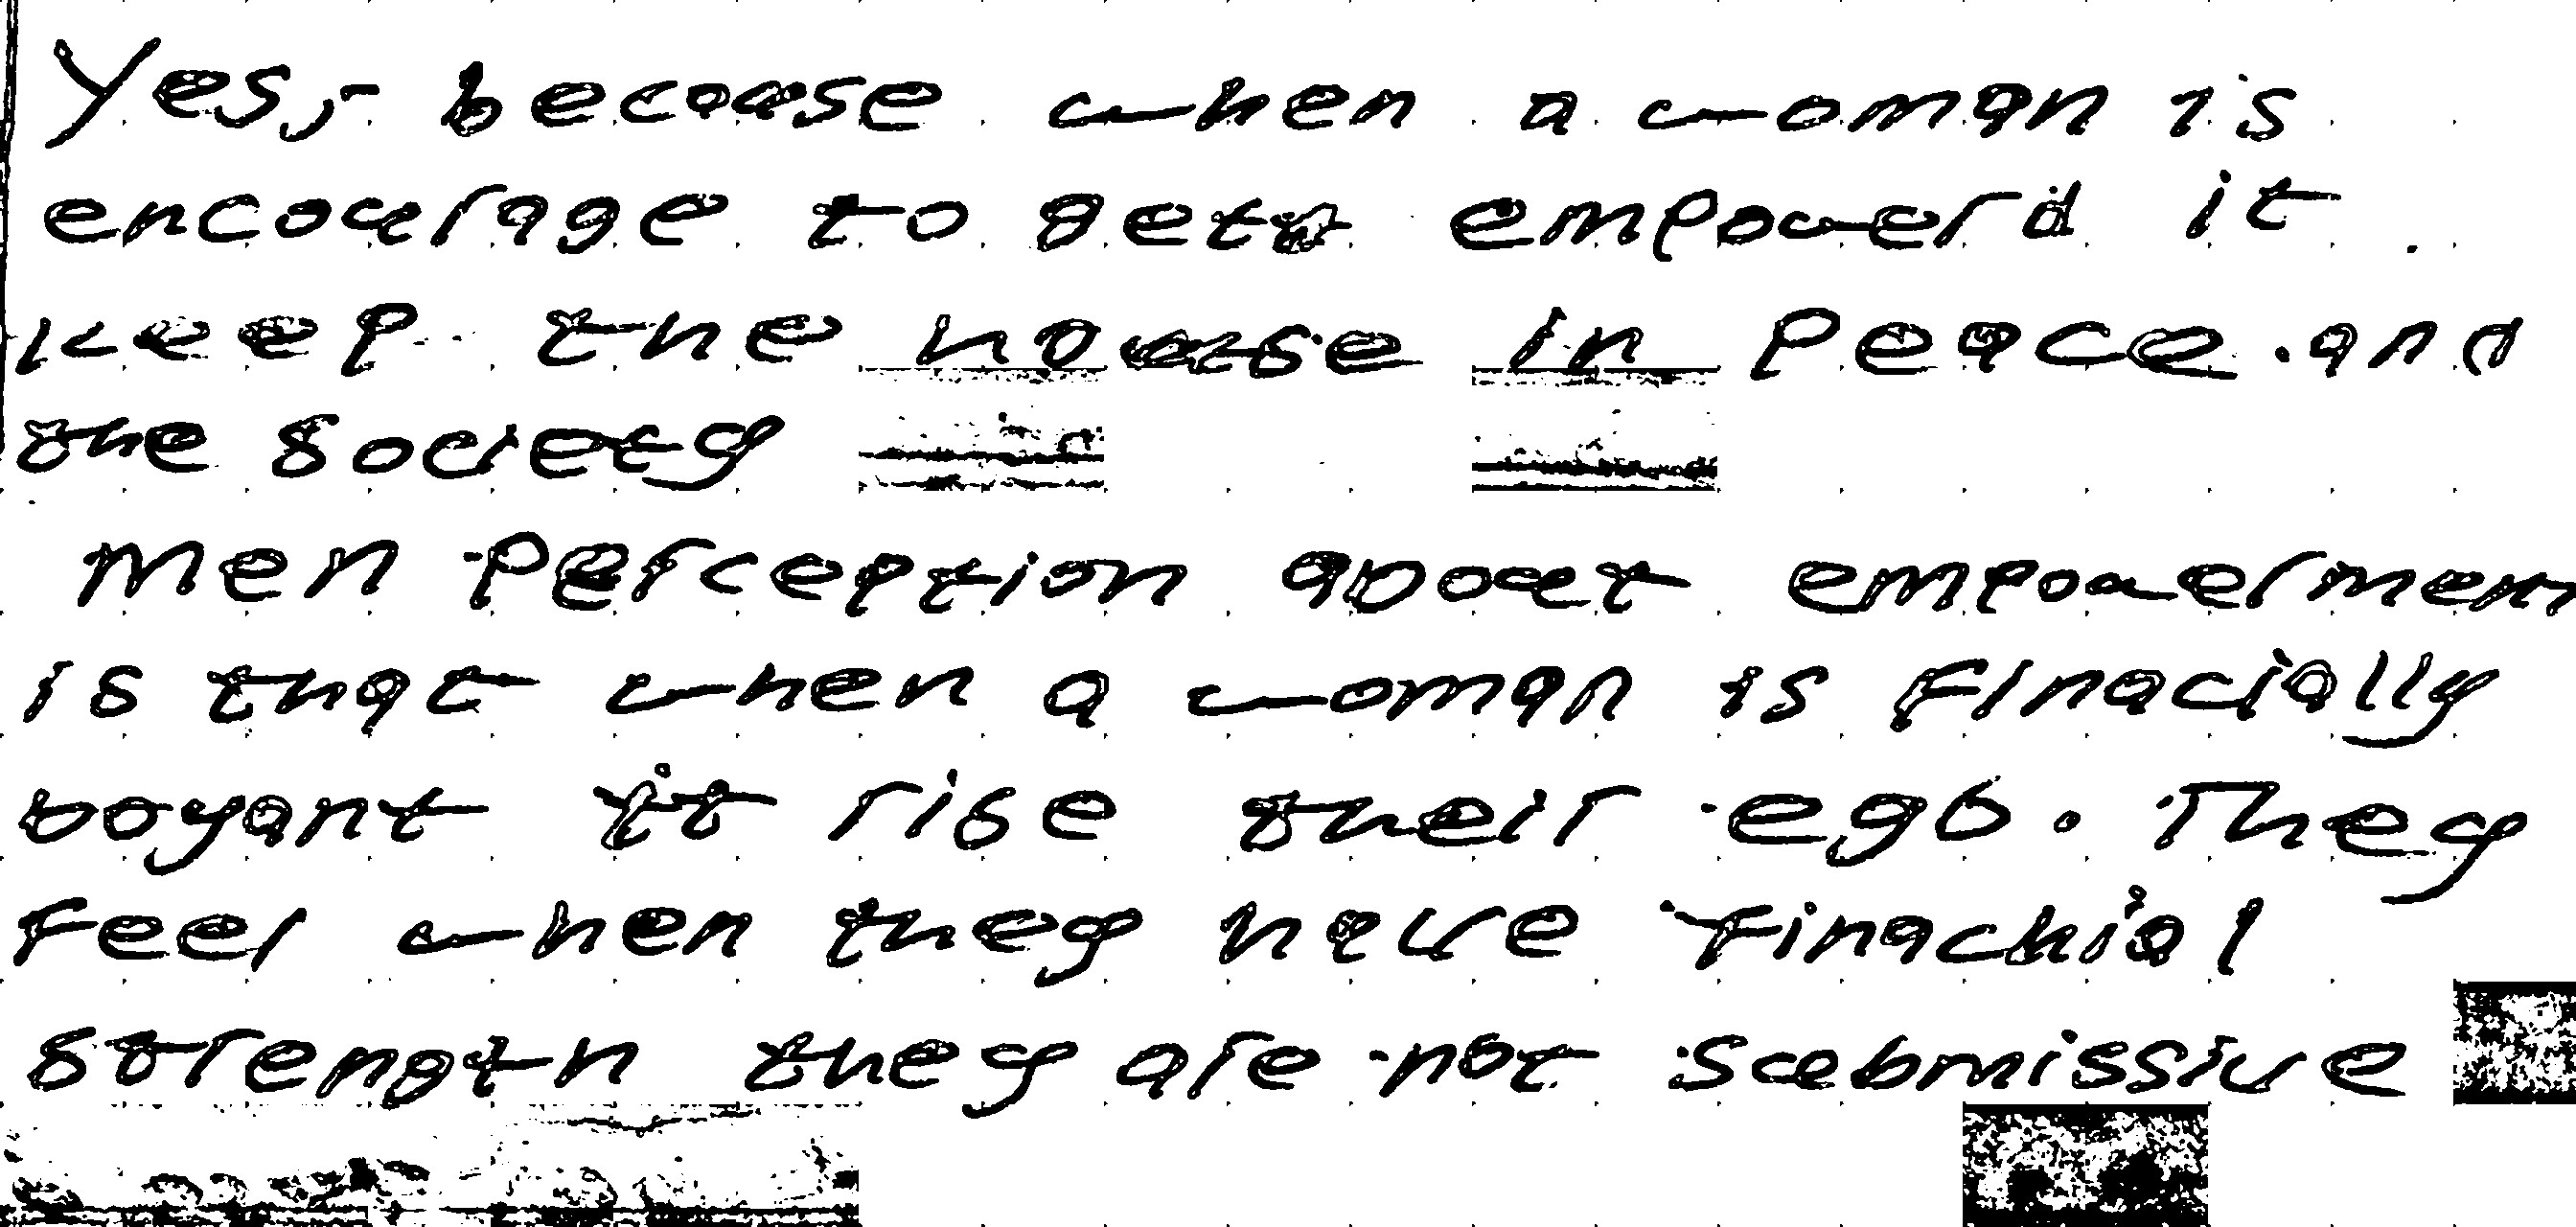 Yes, because when a woman is
encourage to get empowerd it
keep the house in peace and
the society
men perception about empowerment
is that when a woman is finacially
boyant it rise their ego. They
feel when they have finachial
strength they are not submissive